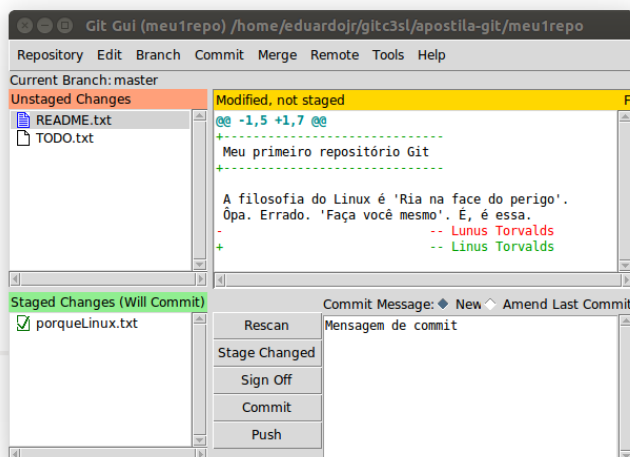 Git Gui (meu1repo) /home/eduardojr/gitc3sl/apostila-git/meu1repo
Repository Edit Branch Commit Merge Remote Tools Help
Current Branch: master
Unstaged Changes
README.txt
TODO.txt
Modified, not staged
F
@@ -1,5 +1,7 @@
+-----------------------------
Meu primeiro repositório Git
+-----------------------------
A filosofia do Linux é 'Ria na face do perigo'.
Ôpa. Errado. 'Faça você mesmo'. É, é essa.
- -- Lunus Torvalds
+ -- Linus Torvalds
Staged Changes (Will Commit)
porqueLinux.txt
Rescan
Stage Changed
Sign Off
Commit
Push
Commit Message: New Amend Last Commit
Mensagem de commit